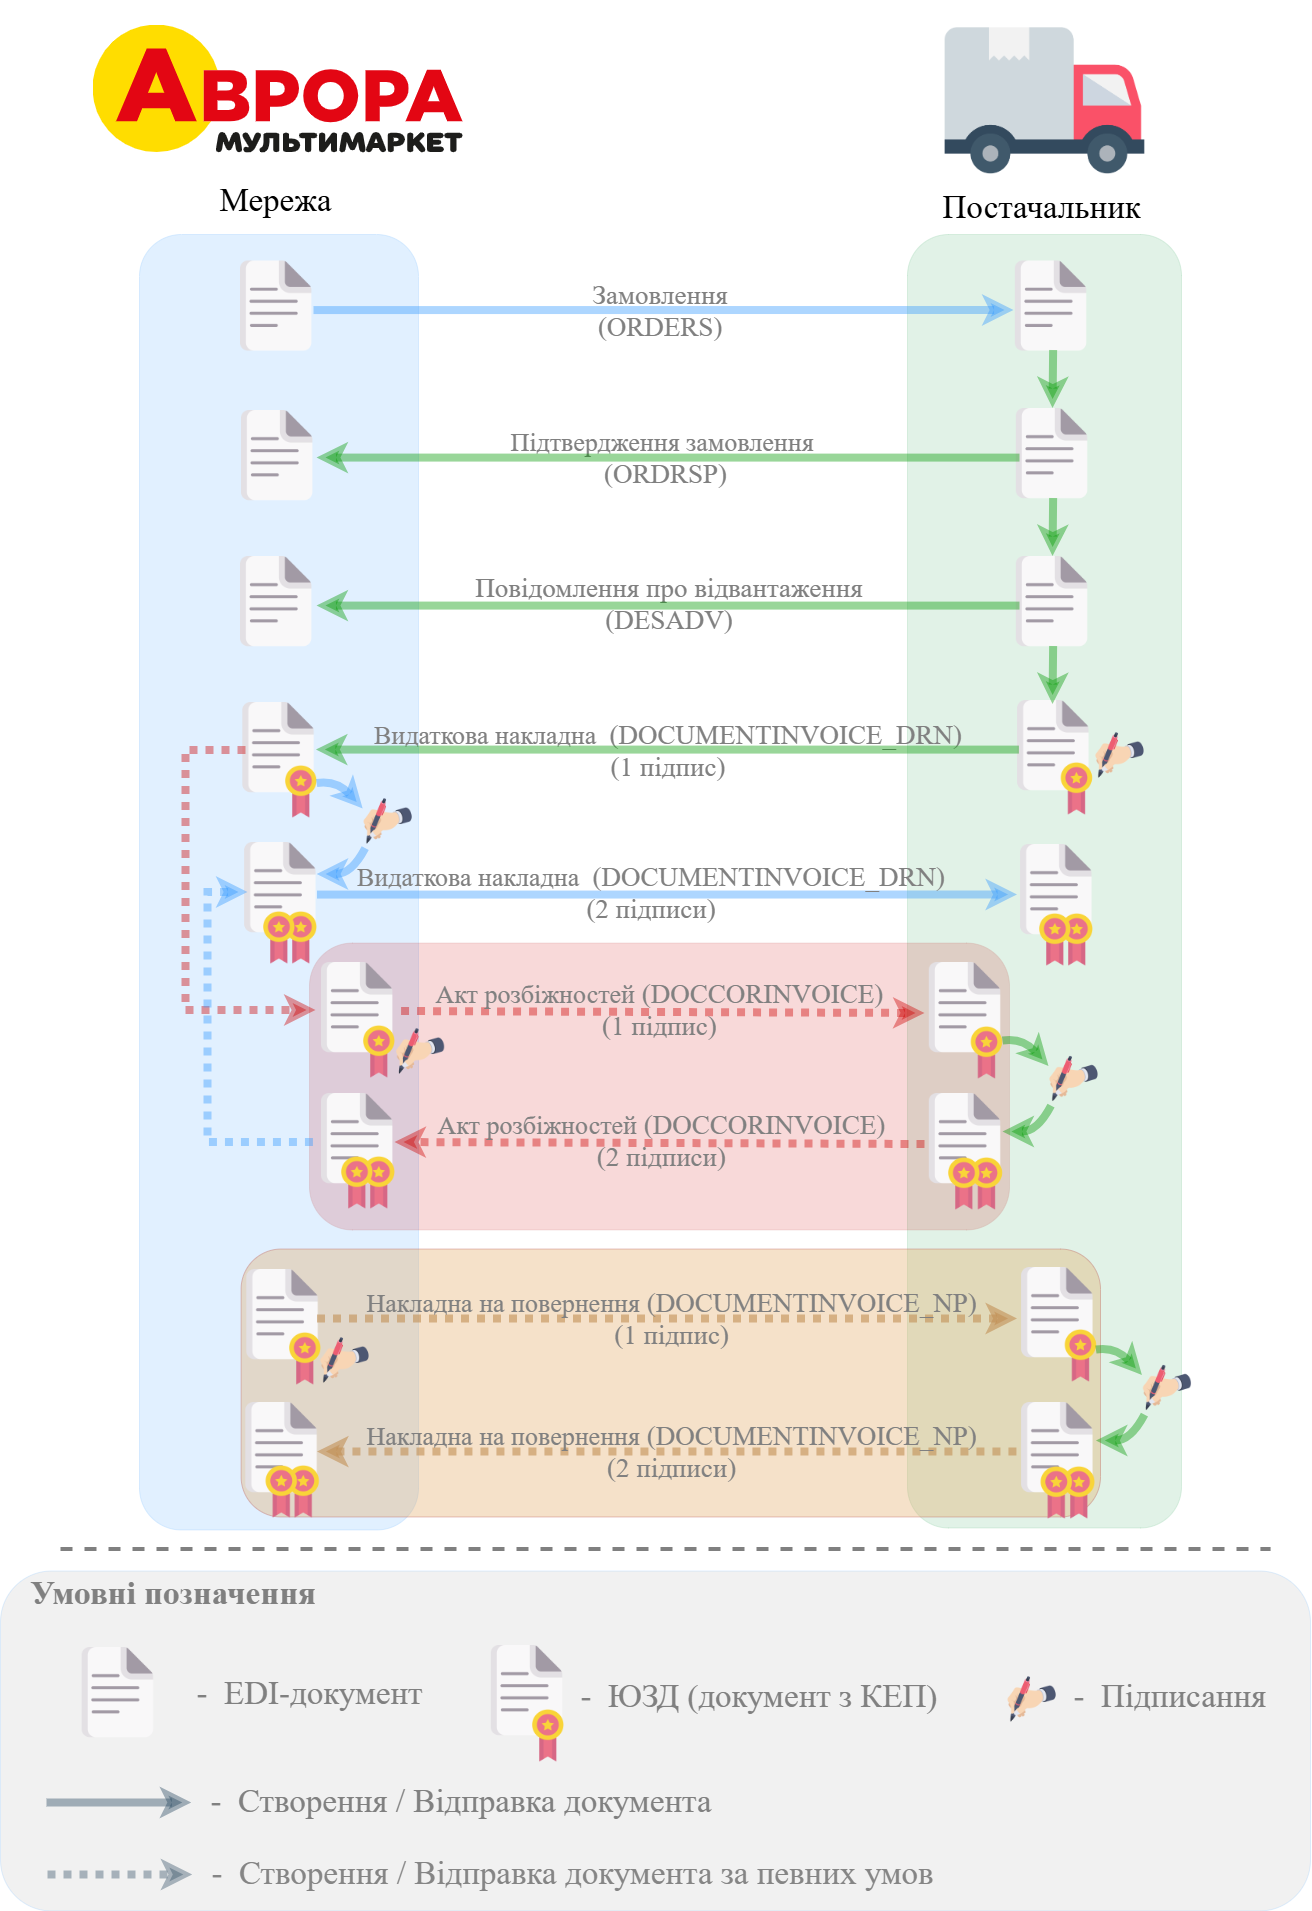 АВРОРА
МУЛЬТИМАРКЕТ
Мережа
Постачальник
Замовлення
(ORDERS)
Підтвердження замовлення
(ORDRSP)
Повідомлення про відвантаження
(DESADV)
Видаткова накладна (DOCUMENTINVOICE_DRN)
(1 підпис)
Видаткова накладна (DOCUMENTINVOICE_DRN)
(2 підписи)
Акт розбіжностей (DOCCORINVOICE)
(1 підпис)
Акт розбіжностей (DOCCORINVOICE)
(2 підписи)
Накладна на повернення (DOCUMENTINVOICE_NP)
(1 підпис)
Накладна на повернення (DOCUMENTINVOICE_NP)
(2 підписи)
Умовні позначення
- EDI-документ
- ЮЗД (документ з КЕП)
- Підписання
- Створення / Відправка документа
- Створення / Відправка документа за певних умов